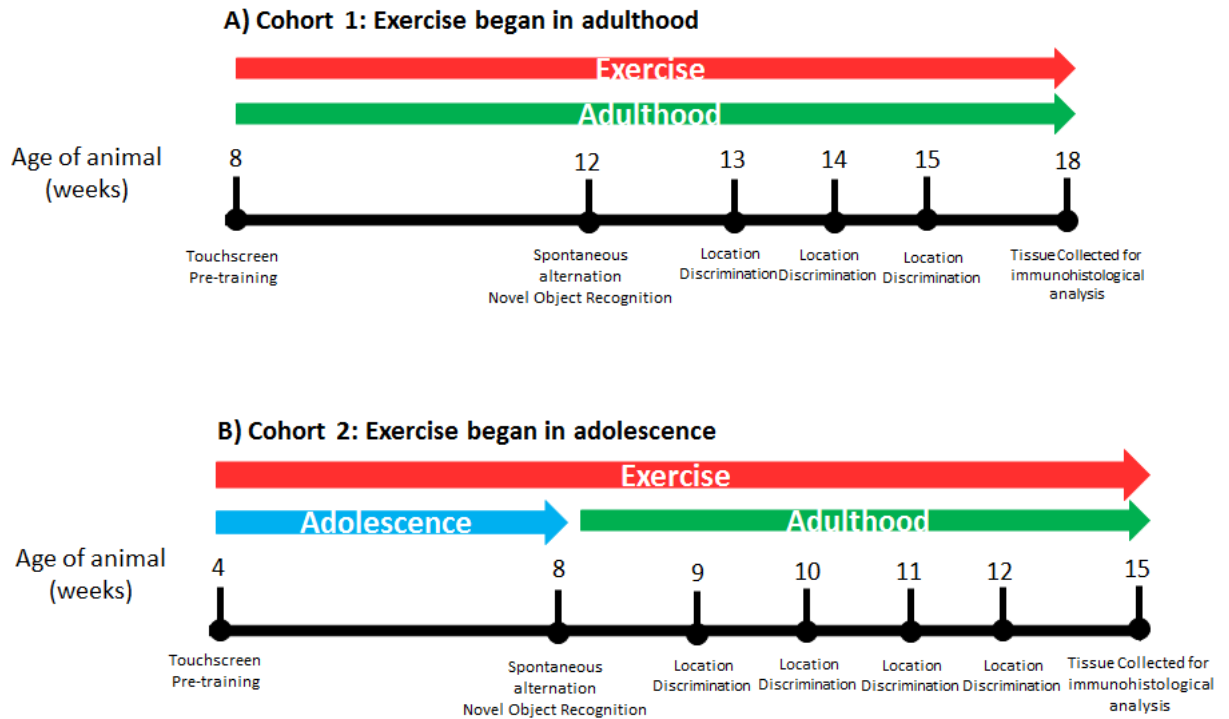 A) Cohort 1: Exercise began in adulthood
Exercise
Adulthood
Age of animal
(weeks)
8
12
13
14
15
18
Touchscreen
Pre-training
Spontaneous
alternation
Novel Object Recognition
Location
Discrimination
Location
Discrimination
Location
Discrimination
Tissue Collected for
immunohistological
analysis
B) Cohort 2: Exercise began in adolescence
Exercise
Adolescence
Adulthood
Age of animal
(weeks)
4
8
9
10
11
12
15
Touchscreen
Pre-training
Spontaneous
alternation
Novel Object Recognition
Location
Discrimination
Location
Discrimination
Location
Discrimination
Location
Discrimination
Tissue Collected for
immunohistological
analysis